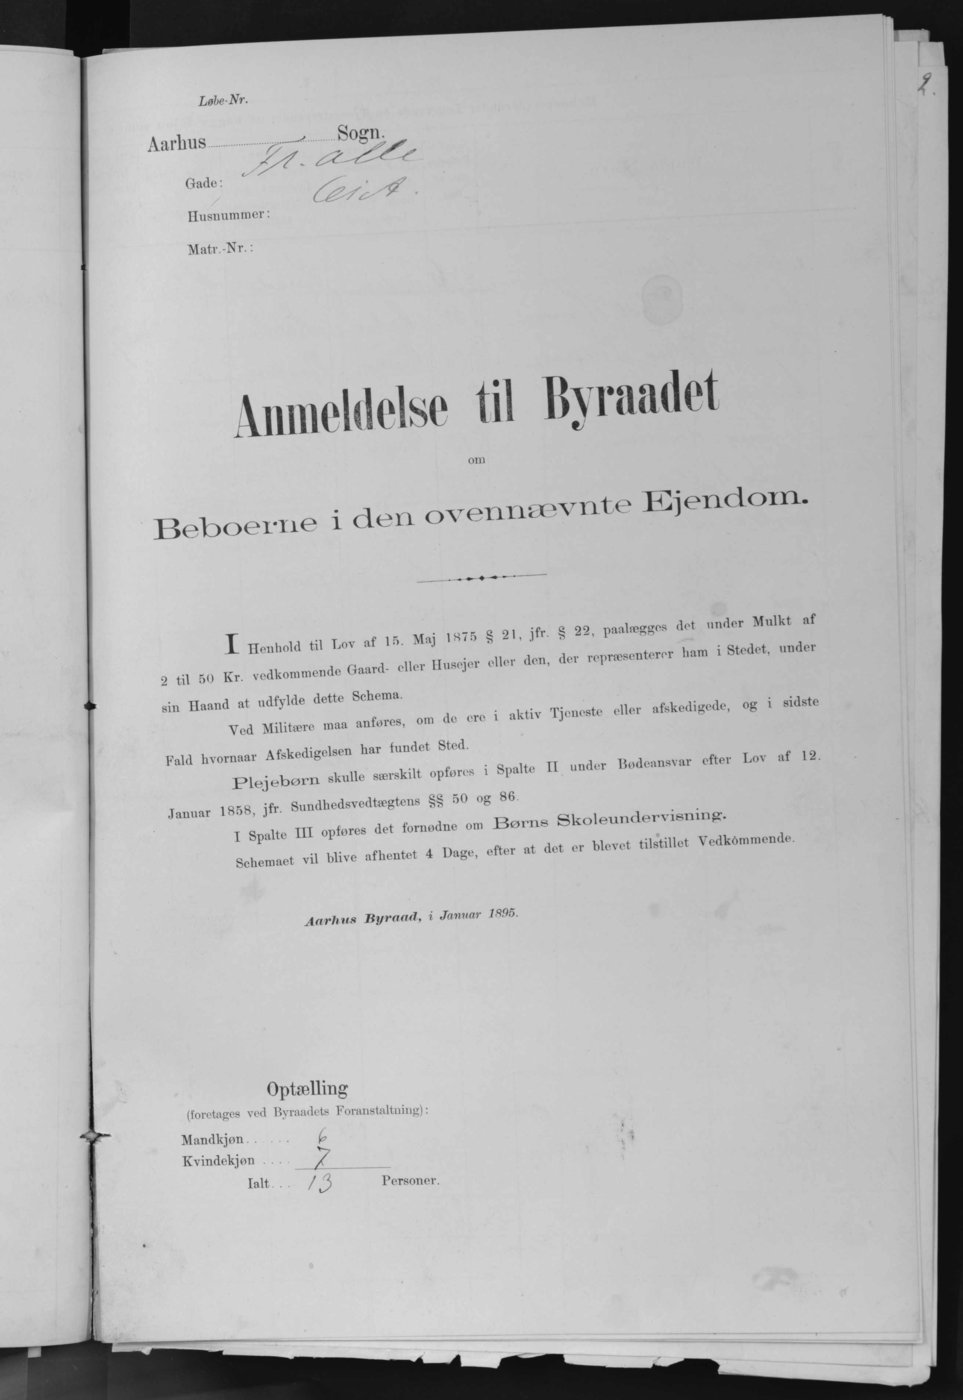 2.
Løbe-Nr.
Aarhus Sogn.
Gade: Fr. Alle
Husnummer:
Matr.-Nr.:
Anmeldelse til Byraadet
om
Beboerne i den ovennævnte Ejendom.
I Henhold til Lov af 15. Maj 1875 § 21, jfr. § 22, paalægges det under Mulkt af
2 til 50 Kr. vedkommende Gaard- eller Husejer eller den, der repræsenterer ham i Stedet, under
sin Haand at udfylde dette Schema.
Ved Militære maa anføres, om de ere i aktiv Tjeneste eller afskedigede, og i sidste
Fald hvornaar Afskedigelsen har fundet Sted.
Plejebørn skulle særskilt opføres i Spalte II under Bødeansvar efter Lov af 12.
Januar 1858, jfr. Sundhedsvedtægtens §§ 50 og 86.
I Spalte III opføres det fornødne om Børns Skoleundervisning.
Schemaet vil blive afhentet 4 Dage, efter at det er blevet tilstillet Vedkommende.
Aarhus Byraad, i Januar 1895.
Optælling
(foretages ved Byraadets Foranstaltning):
Mandkjøn...... 6
Kvindekjøn.... 7
Ialt... 13 Personer.